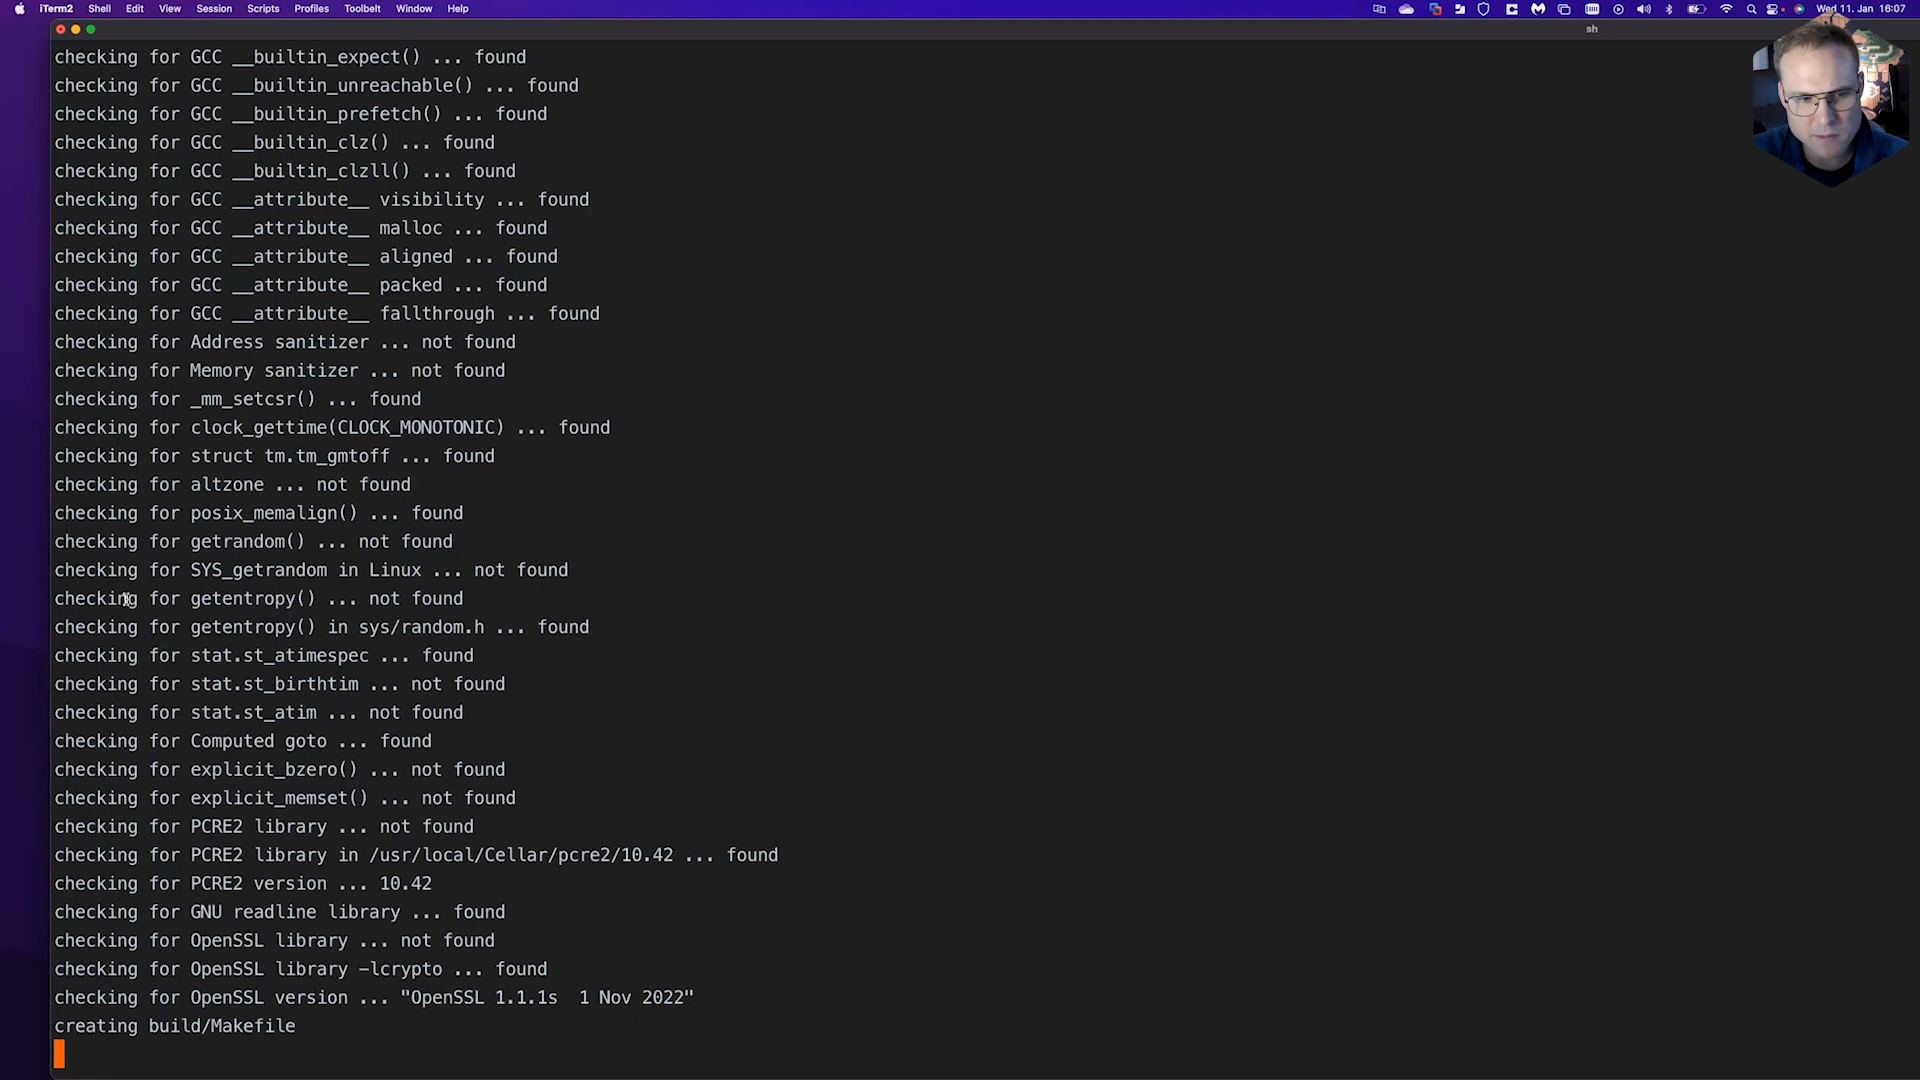 iTerm2 Shell Edit View Session Scripts Profiles Toolbelt Window Help Wed 11. Jan 16:07
sh
checking for GCC __builtin_expect() ... found
checking for GCC __builtin_unreachable() ... found
checking for GCC __builtin_prefetch() ... found
checking for GCC __builtin_clz() ... found
checking for GCC __builtin_clzll() ... found
checking for GCC __attribute__ visibility ... found
checking for GCC __attribute__ malloc ... found
checking for GCC __attribute__ aligned ... found
checking for GCC __attribute__ packed ... found
checking for GCC __attribute__ fallthrough ... found
checking for Address sanitizer ... not found
checking for Memory sanitizer ... not found
checking for _mm_setcsr() ... found
checking for clock_gettime(CLOCK_MONOTONIC) ... found
checking for struct tm.tm_gmtoff ... found
checking for altzone ... not found
checking for posix_memalign() ... found
checking for getrandom() ... not found
checking for SYS_getrandom in Linux ... not found
checking for getentropy() ... not found
checking for getentropy() in sys/random.h ... found
checking for stat.st_atimespec ... found
checking for stat.st_birthtim ... not found
checking for stat.st_atim ... not found
checking for Computed goto ... found
checking for explicit_bzero() ... not found
checking for explicit_memset() ... not found
checking for PCRE2 library ... not found
checking for PCRE2 library in /usr/local/Cellar/pcre2/10.42 ... found
checking for PCRE2 version ... 10.42
checking for GNU readline library ... found
checking for OpenSSL library ... not found
checking for OpenSSL library -lcrypto ... found
checking for OpenSSL version ... "OpenSSL 1.1.1s  1 Nov 2022"
creating build/Makefile